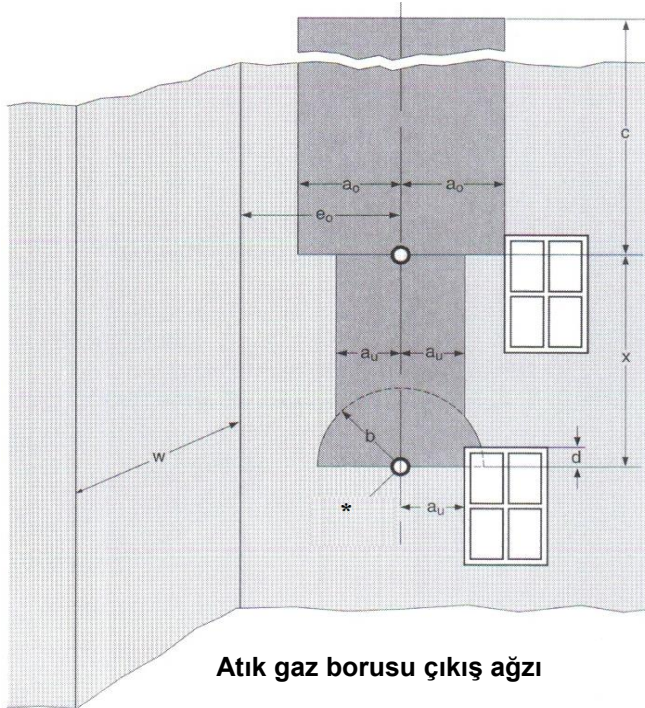 c
aₒ aₒ
eₒ
x
aᵤ aᵤ
b
w
d
*
aᵤ
Atık gaz borusu çıkış ağzı